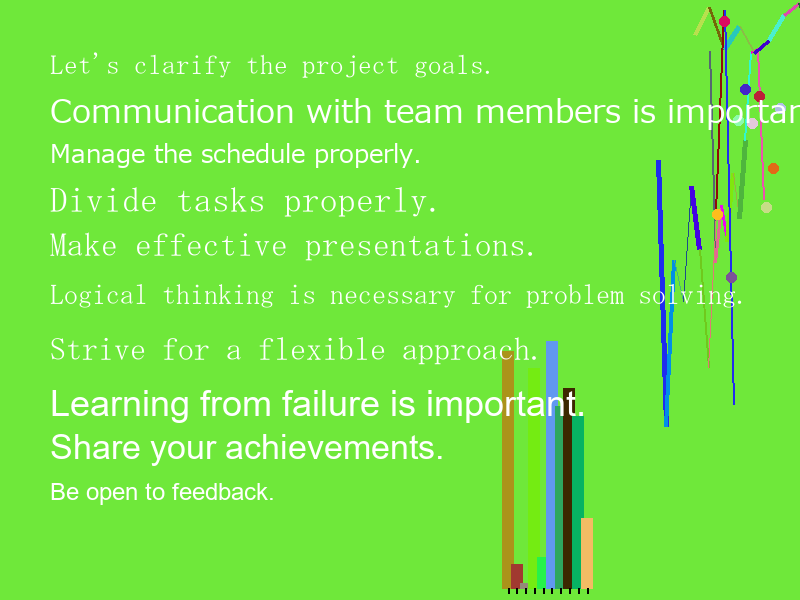 Let's clarify the project goals.
Communication with team members is importan
Manage the schedule properly.
Divide tasks properly.
Make effective presentations.
Logical thinking is necessary for problem solving.
Strive for a flexible approach.
Learning from failure is important.
Share your achievements.
Be open to feedback.